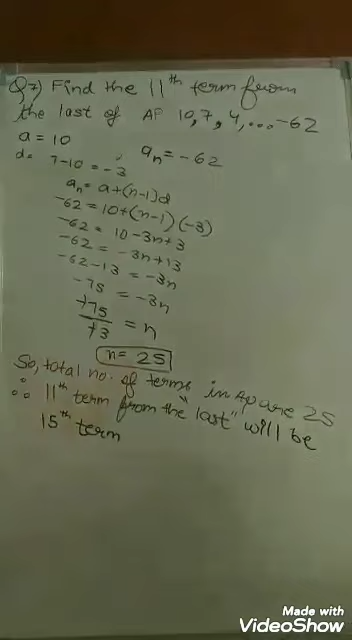 Q7) Find the 11th term from
the last of AP 10, 7, 4, ... -62
a = 10
d = 7-10 = -3 an = -62
an = a+(n-1)d
-62 = 10+(n-1)(-3)
-62 = 10-3n+3
-62 = -3n+13
-62-13 = -3n
-75 = -3n
+75/+3 = n
n = 25
So, total no. of terms in Ap are 25
∴ 11th term from the "last" will be
15th term
Made with
VideoShow